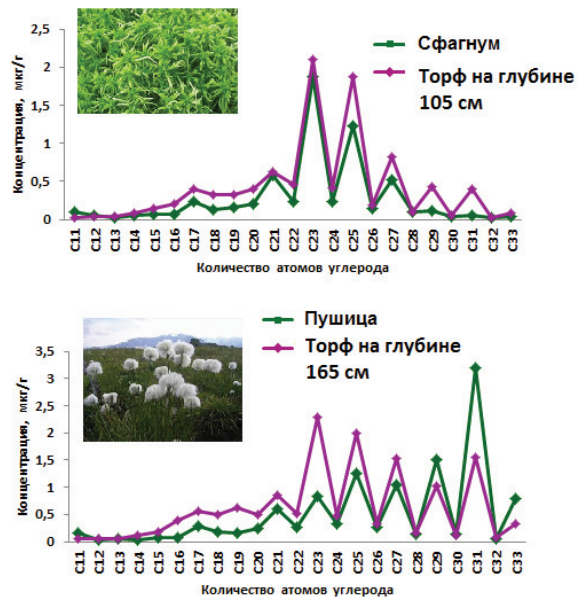 Концентрация, мкг/г
2,5
2
1,5
1
0,5
0
Сфагнум
Торф на глубине
105 см
C11 C12 C13 C14 C15 C16 C17 C18 C19 C20 C21 C22 C23 C24 C25 C26 C27 C28 C29 C30 C31 C32 C33
Количество атомов углерода
Концентрация, мкг/г
3,5
3
2,5
2
1,5
1
0,5
0
Пушица
Торф на глубине
165 см
C11 C12 C13 C14 C15 C16 C17 C18 C19 C20 C21 C22 C23 C24 C25 C26 C27 C28 C29 C30 C31 C32 C33
Количество атомов углерода